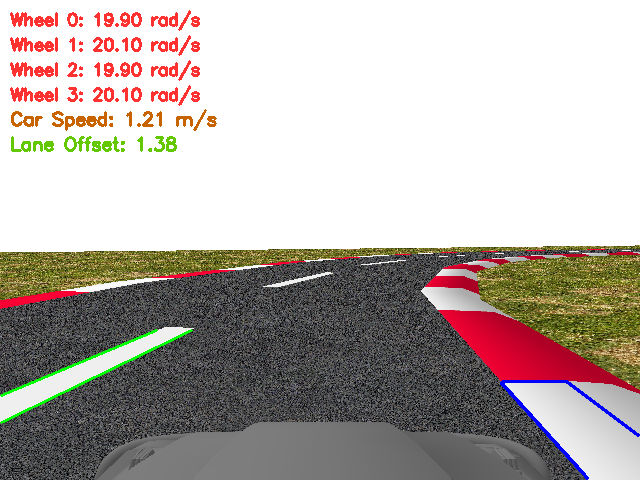 Wheel 0: 19.90 rad/s
Wheel 1: 20.10 rad/s
Wheel 2: 19.90 rad/s
Wheel 3: 20.10 rad/s
Car Speed: 1.21 m/s
Lane Offset: 1.38